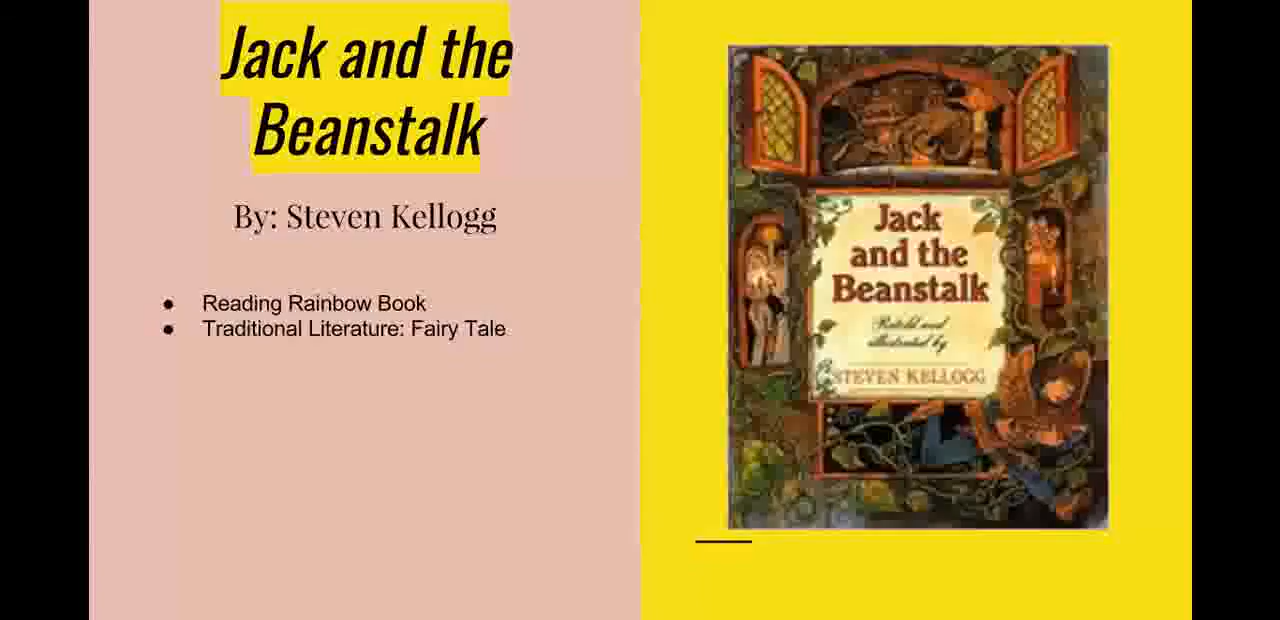 Jack and the
Beanstalk
By: Steven Kellogg
● Reading Rainbow Book
● Traditional Literature: Fairy Tale
Jack
and the
Beanstalk
Retold and
illustrated by
STEVEN KELLOGG